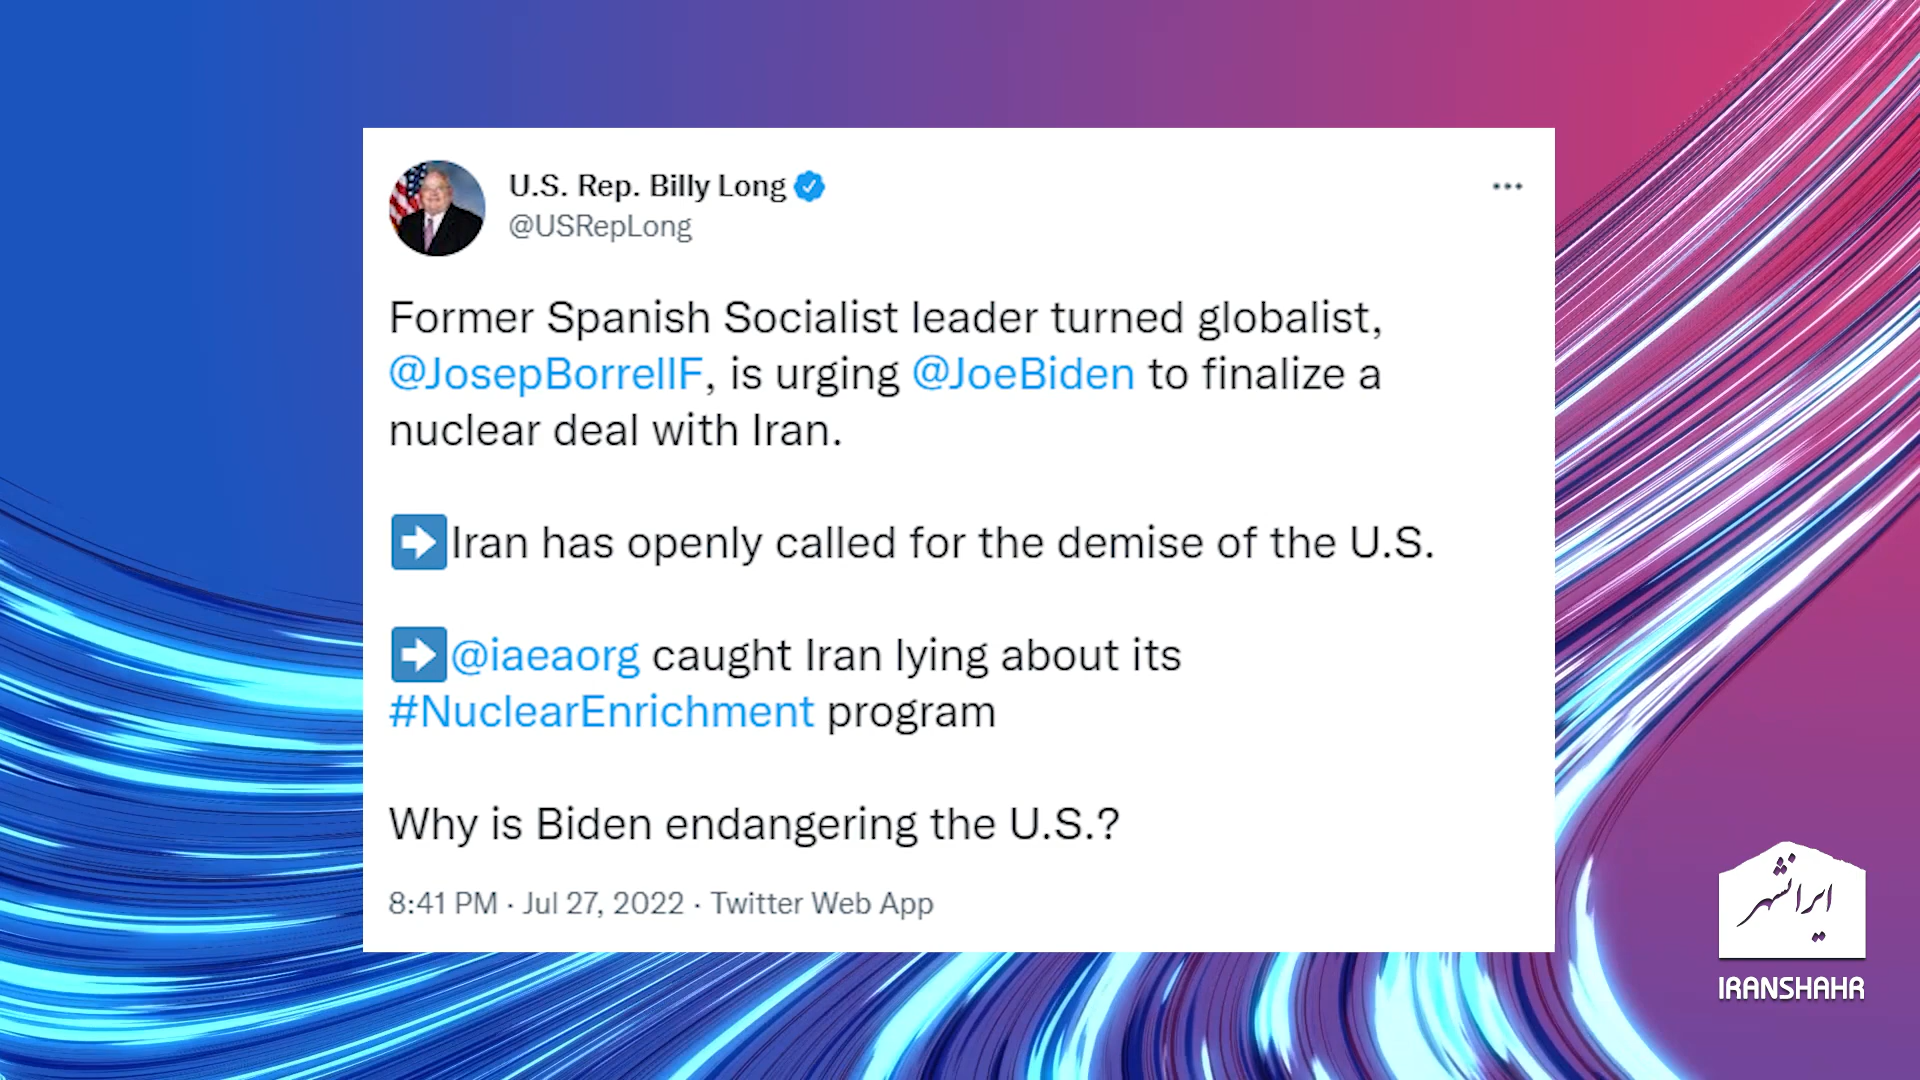 U.S. Rep. Billy Long
@USRepLong
Former Spanish Socialist leader turned globalist,
@JosepBorrellF, is urging @JoeBiden to finalize a
nuclear deal with Iran.
➡️Iran has openly called for the demise of the U.S.
➡️@iaeaorg caught Iran lying about its
#NuclearEnrichment program
Why is Biden endangering the U.S.?
8:41 PM · Jul 27, 2022 · Twitter Web App
ایرانشهر
IRANSHAHR